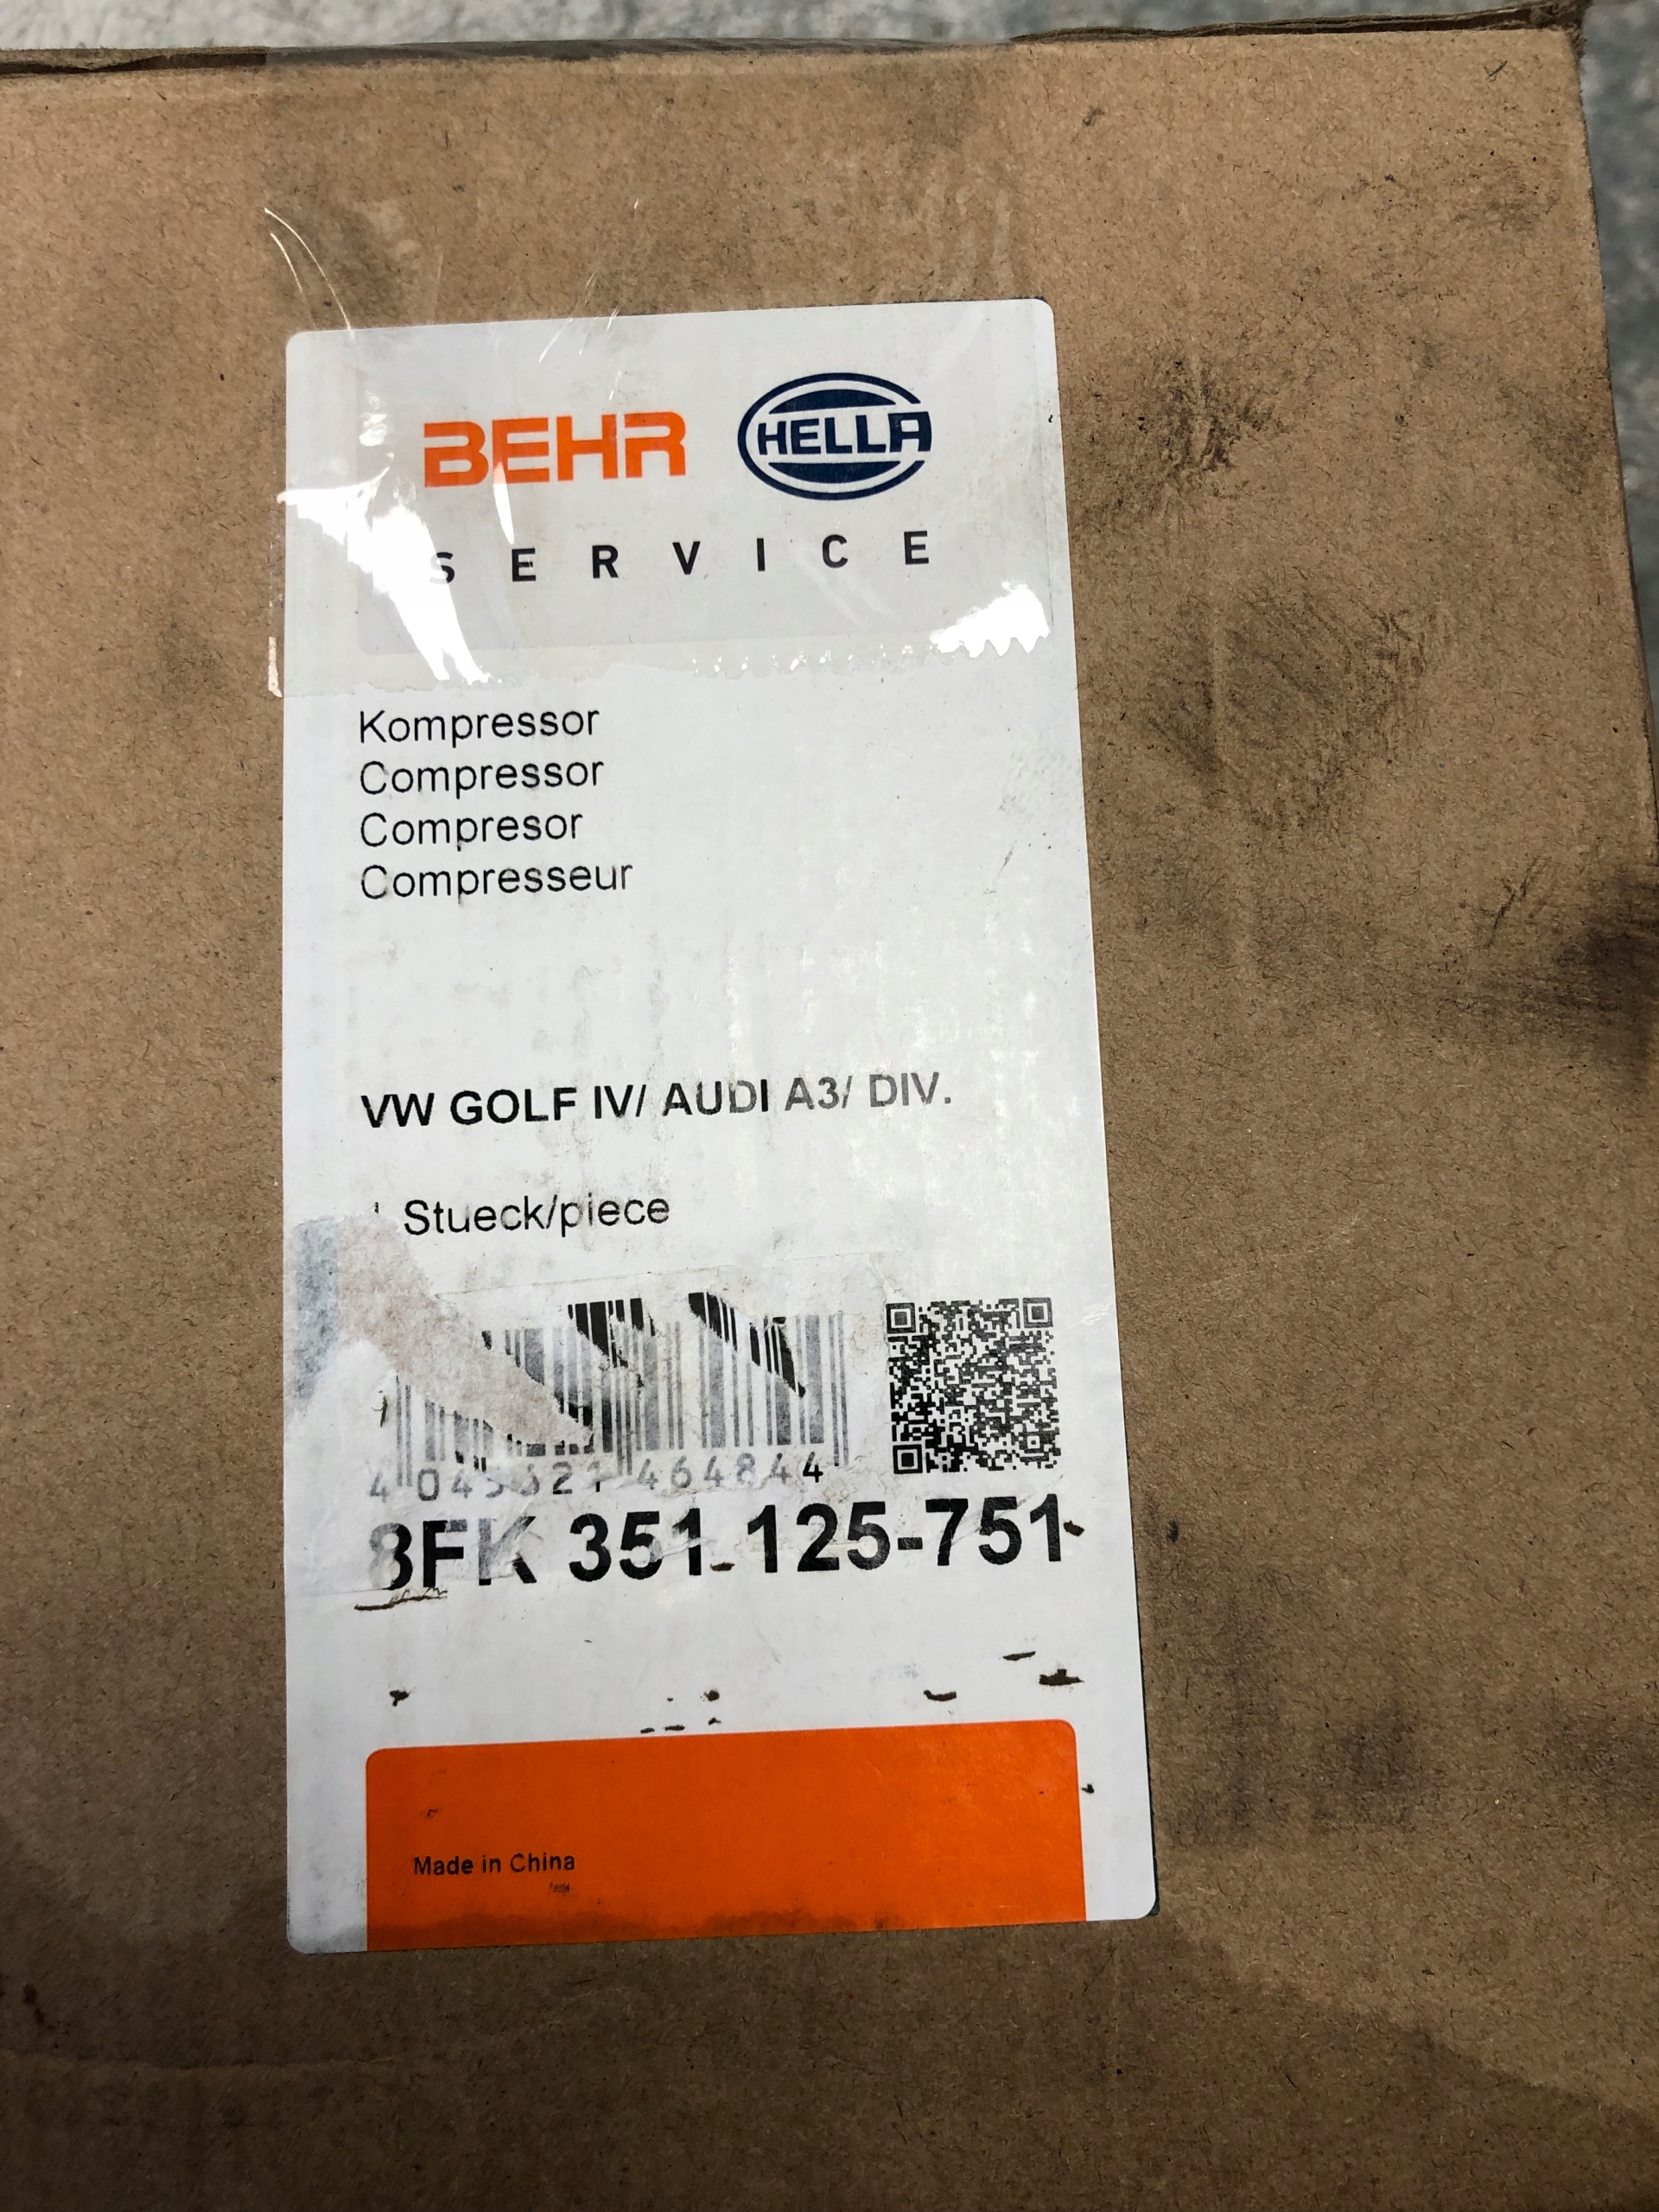 BEHR HELLA
SERVICE
Kompressor
Compressor
Compresor
Compresseur
VW GOLF IV/ AUDI A3/ DIV.
Stueck/piece
464844
8FK 351 125-751
Made in China